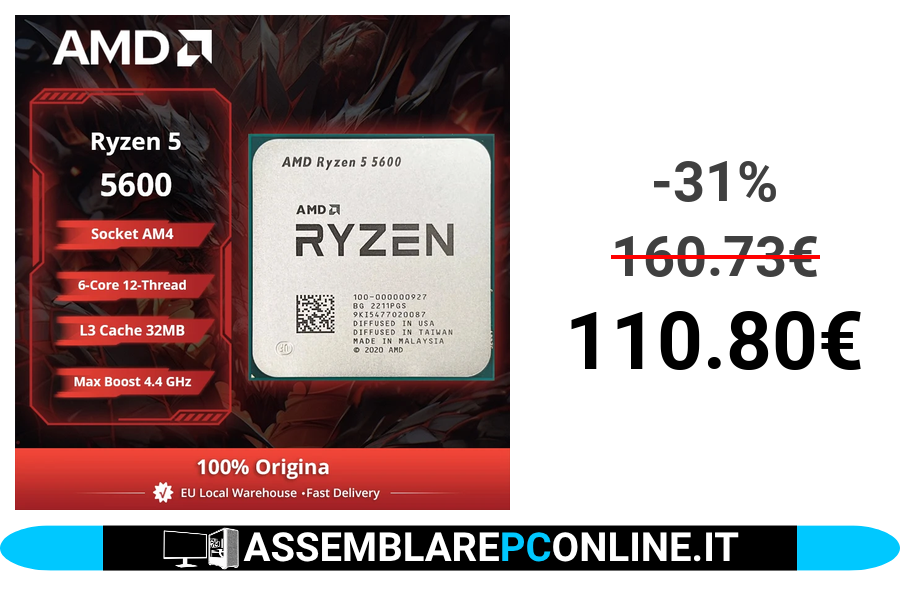 AMD
Ryzen 5
5600
Socket AM4
6-Core 12-Thread
L3 Cache 32MB
Max Boost 4.4 GHz
AMD Ryzen 5 5600
AMD
RYZEN
100-000000927
BG 2211PGS
9KI5477020087
DIFFUSED IN USA
DIFFUSED IN TAIWAN
MADE IN MALAYSIA
© 2020 AMD
100% Origina
EU Local Warehouse •Fast Delivery
-31%
160.73€
110.80€
ASSEMBLAREPCONLINE.IT